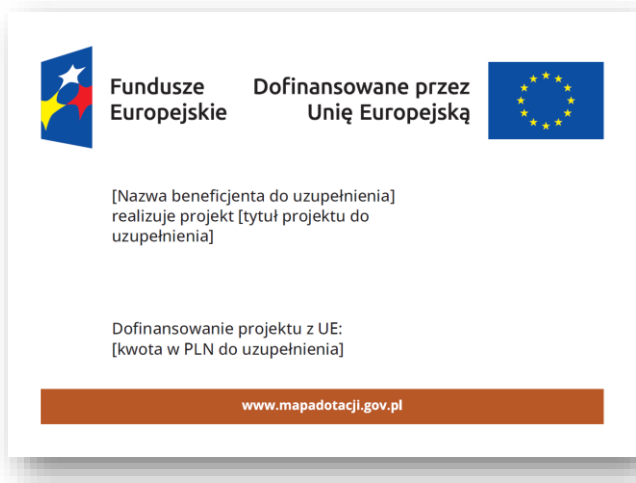 Fundusze
Europejskie
Dofinansowane przez
Unię Europejską
[Nazwa beneficjenta do uzupełnienia]
realizuje projekt [tytuł projektu do
uzupełnienia]
Dofinansowanie projektu z UE:
[kwota w PLN do uzupełnienia]
www.mapadotacji.gov.pl